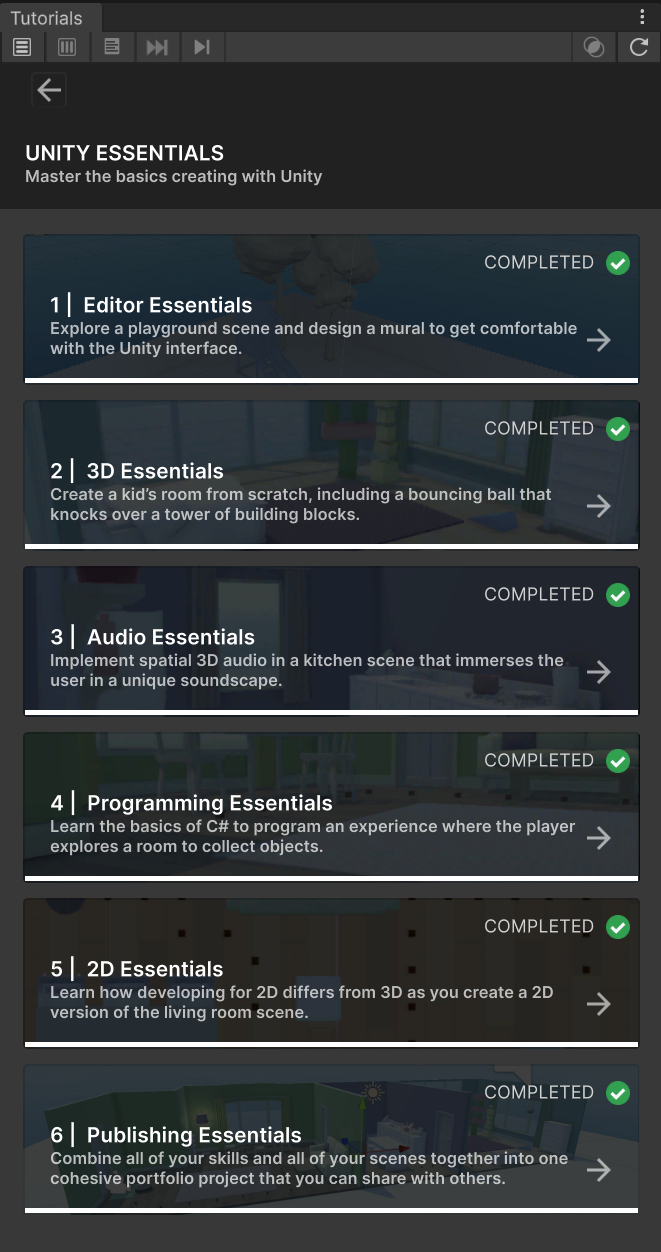 Tutorials
UNITY ESSENTIALS
Master the basics creating with Unity
COMPLETED
1 | Editor Essentials
Explore a playground scene and design a mural to get comfortable
with the Unity interface.
COMPLETED
2 | 3D Essentials
Create a kid’s room from scratch, including a bouncing ball that
knocks over a tower of building blocks.
COMPLETED
3 | Audio Essentials
Implement spatial 3D audio in a kitchen scene that immerses the
user in a unique soundscape.
COMPLETED
4 | Programming Essentials
Learn the basics of C# to program an experience where the player
explores a room to collect objects.
COMPLETED
5 | 2D Essentials
Learn how developing for 2D differs from 3D as you create a 2D
version of the living room scene.
COMPLETED
6 | Publishing Essentials
Combine all of your skills and all of your scenes together into one
cohesive portfolio project that you can share with others.